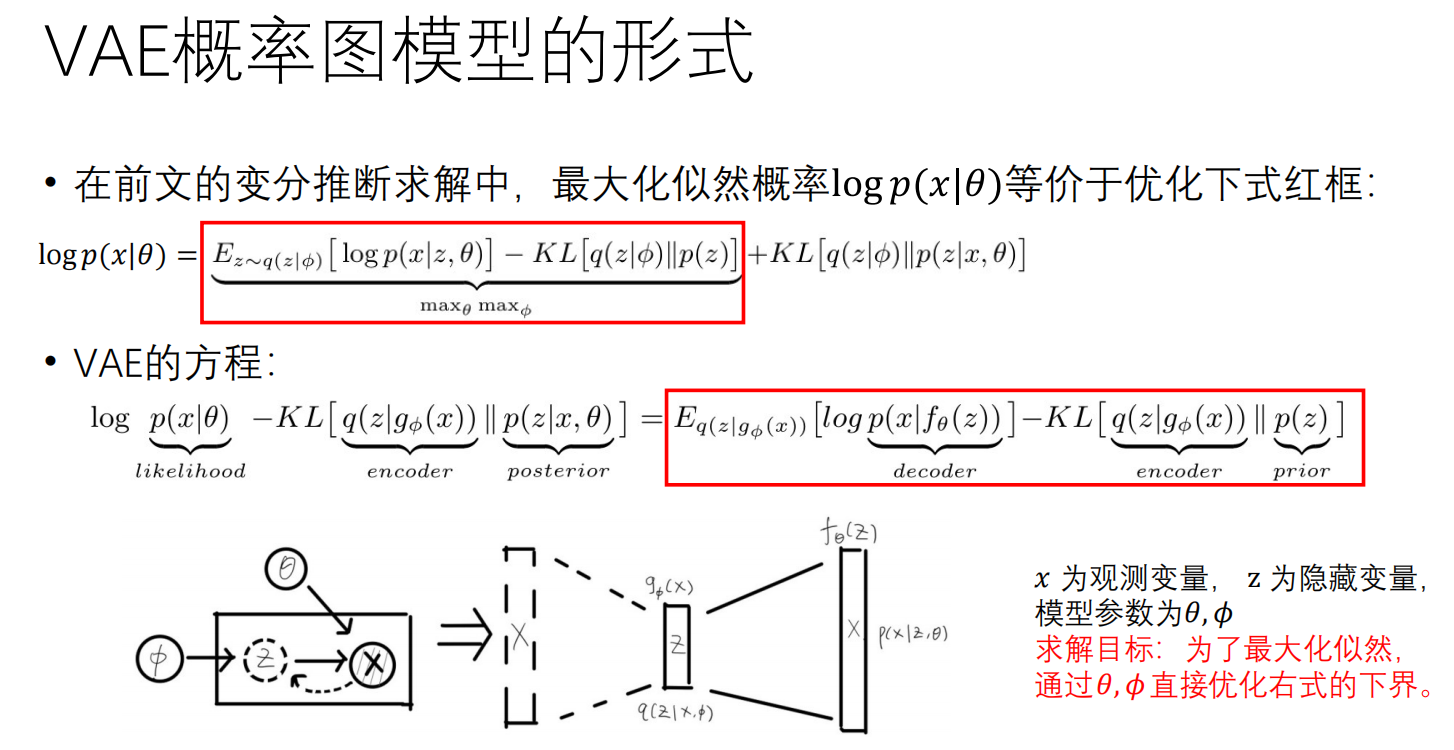 VAE概率图模型的形式
• 在前文的变分推断求解中，最大化似然概率log p(x|θ)等价于优化下式红框：
log p(x|θ) = E_{z∼q(z|ϕ)}[log p(x|z, θ)] − KL[q(z|ϕ)‖p(z)] +KL[q(z|ϕ)‖p(z|x, θ)]
max_θ max_ϕ
• VAE的方程：
log p(x|θ) −KL[q(z|g_ϕ(x))‖p(z|x, θ)] = E_{q(z|g_ϕ(x))}[log p(x|f_θ(z))]−KL[q(z|g_ϕ(x))‖p(z)]
likelihood encoder posterior decoder encoder prior
f_θ(z)
θ
g_ϕ(x)
ϕ z x
X z X p(x|z,θ)
q(z|x,ϕ)
x 为观测变量， z 为隐藏变量，
模型参数为θ,ϕ
求解目标：为了最大化似然，
通过θ,ϕ直接优化右式的下界。